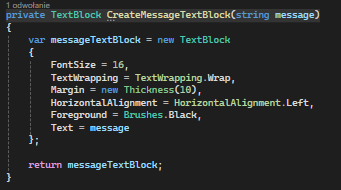 1 odwołanie
private TextBlock CreateMessageTextBlock(string message)
{
    var messageTextBlock = new TextBlock
    {
        FontSize = 16,
        TextWrapping = TextWrapping.Wrap,
        Margin = new Thickness(10),
        HorizontalAlignment = HorizontalAlignment.Left,
        Foreground = Brushes.Black,
        Text = message
    };

    return messageTextBlock;
}